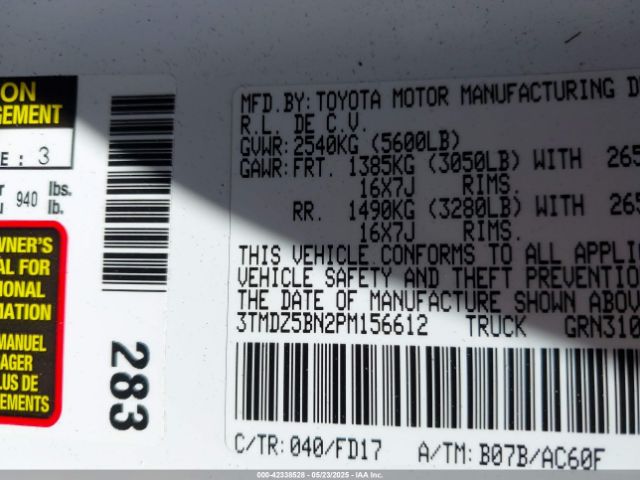 ON
GEMENT
E : 3
r 940 lbs.
u lb.
WNER'S
AL FOR
IONAL
MATION
MANUEL
AGER
LUS DE
EMENTS
283
MFD.BY:TOYOTA MOTOR MANUFACTURING D
R.L. DE C.V.
GVWR:2540KG (5600LB)
GAWR:FRT. 1385KG (3050LB) WITH 265
16X7J RIMS.
RR. 1490KG (3280LB) WITH 265
16X7J RIMS.
THIS VEHICLE CONFORMS TO ALL APPLIC
VEHICLE SAFETY AND THEFT PREVENTION
THE DATE OF MANUFACTURE SHOWN ABOV
3TMDZ5BN2PM156612 TRUCK GRN310
C/TR:040/FD17 A/TM:B07B/AC60F
000-42338528 - 05/23/2025 - IAA Inc.